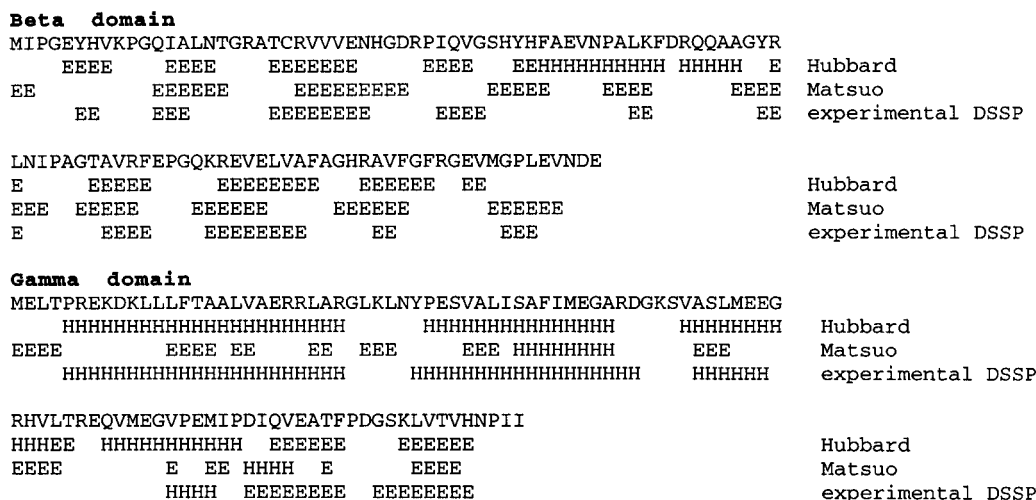 Beta domain
MIPGEYHVKPGQIALNTGRATCRVVVENHGDRPIQVGSHYHFAEVNPALKFDRQQAAGYR
EEEE EEEE EEEEEEE EEEE EEHHHHHHHHHH HHHHH E Hubbard
EE EEEEEE EEEEEEEEE EEEEE EEEE EEEE Matsuo
EE EEE EEEEEEEE EEEE EE EE experimental DSSP
LNIPAGTAVRFEPGQKREVELVAFAGHRAVFGFRGEVMGPLEVNDE
E EEEEE EEEEEEEE EEEEEE EE Hubbard
EEE EEEEE EEEEEE EEEEEE EEEEEE Matsuo
E EEEE EEEEEEEE EE EEE experimental DSSP
Gamma domain
MELTPREKDKLLLFTAALVAERRLARGLKLNYPESVALISAFIMEGARDGKSVASLMEEG
HHHHHHHHHHHHHHHHHHHHHH HHHHHHHHHHHHHHH HHHHHHHH Hubbard
EEEE EEEE EE EE EEE EEE HHHHHHHH EEE Matsuo
HHHHHHHHHHHHHHHHHHHHHH HHHHHHHHHHHHHHHHHH HHHHHH experimental DSSP
RHVLTREQVMEGVPEMIPDIQVEATFPDGSKLVTVHNPII
HHHEE HHHHHHHHHHH EEEEEE EEEEEE Hubbard
EEEE E EE HHHH E EEEEE Matsuo
HHHH EEEEEEEE EEEEEEEE experimental DSSP